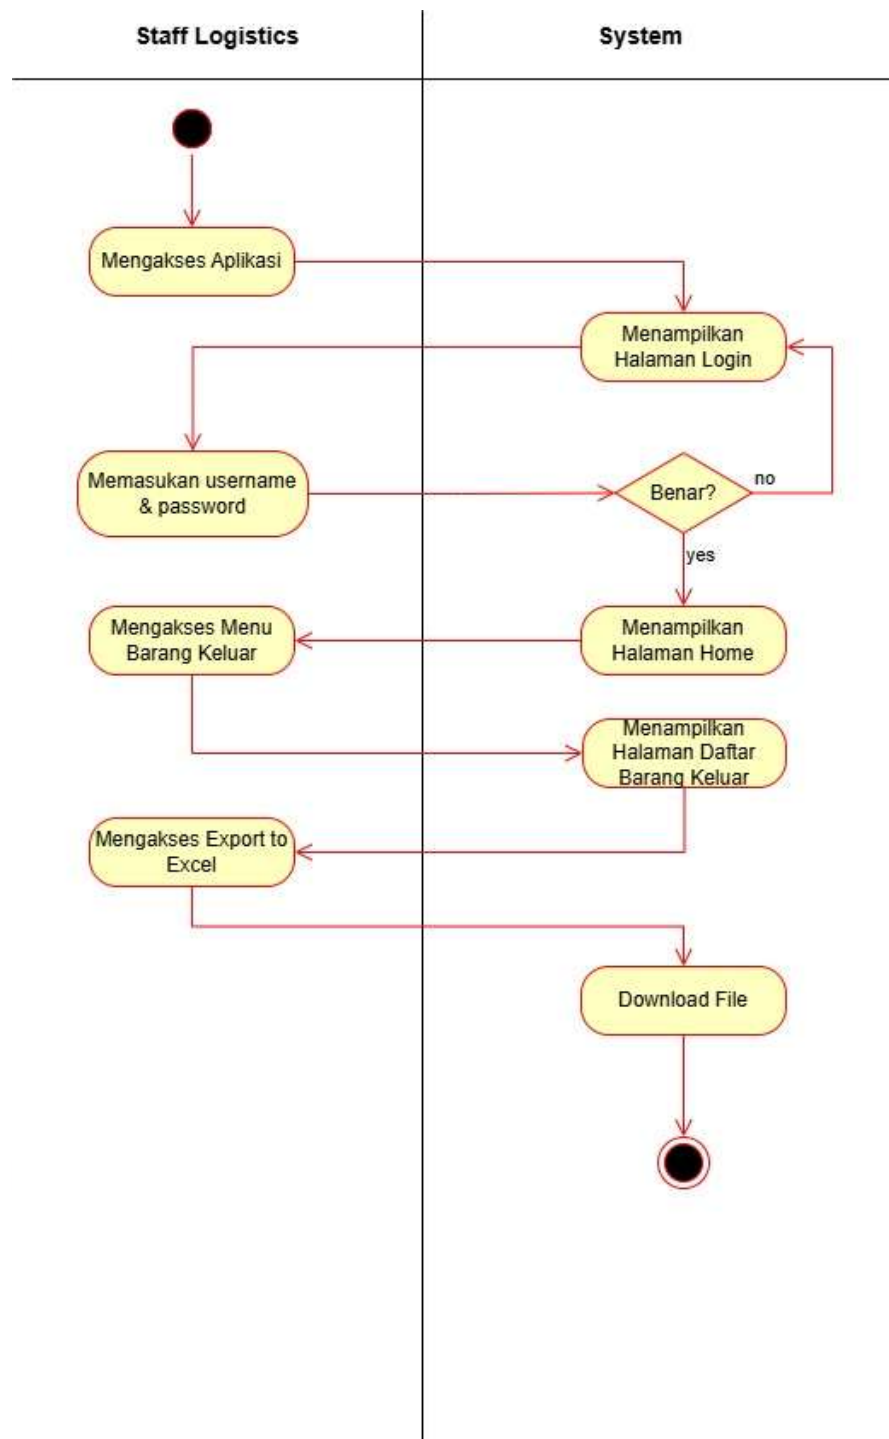 Staff Logistics
System
Mengakses Aplikasi
Menampilkan
Halaman Login
Memasukan username
& password
Benar?
no
yes
Mengakses Menu
Barang Keluar
Menampilkan
Halaman Home
Menampilkan
Halaman Daftar
Barang Keluar
Mengakses Export to
Excel
Download File